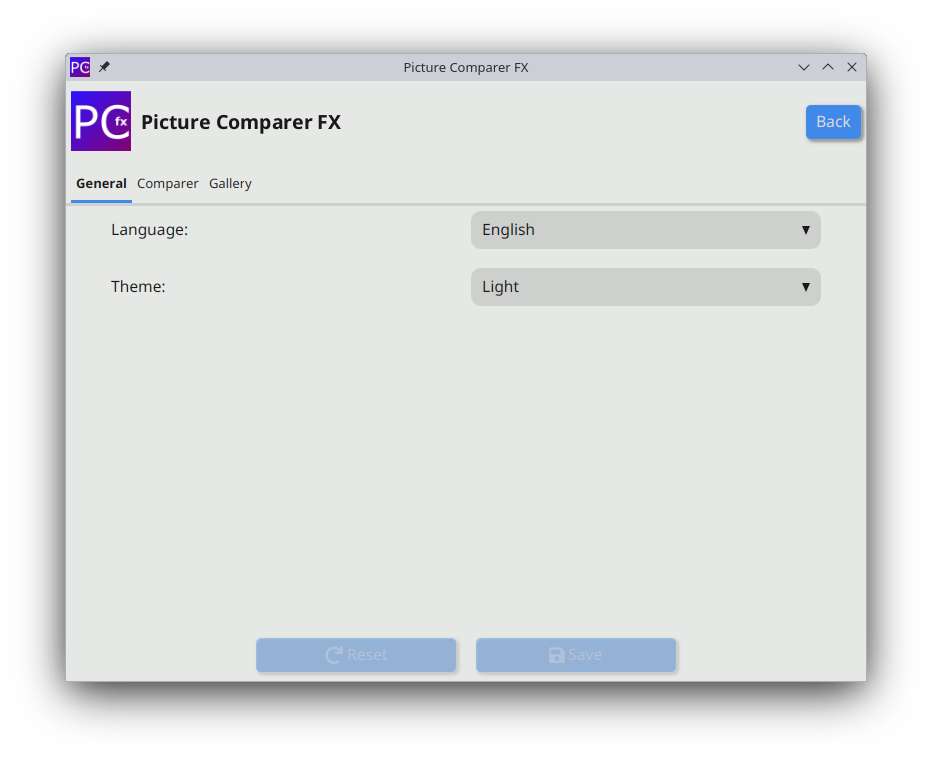 PC fx
Picture Comparer FX
PC fx
Picture Comparer FX
Back
General Comparer Gallery
Language: English
Theme: Light
Reset Save